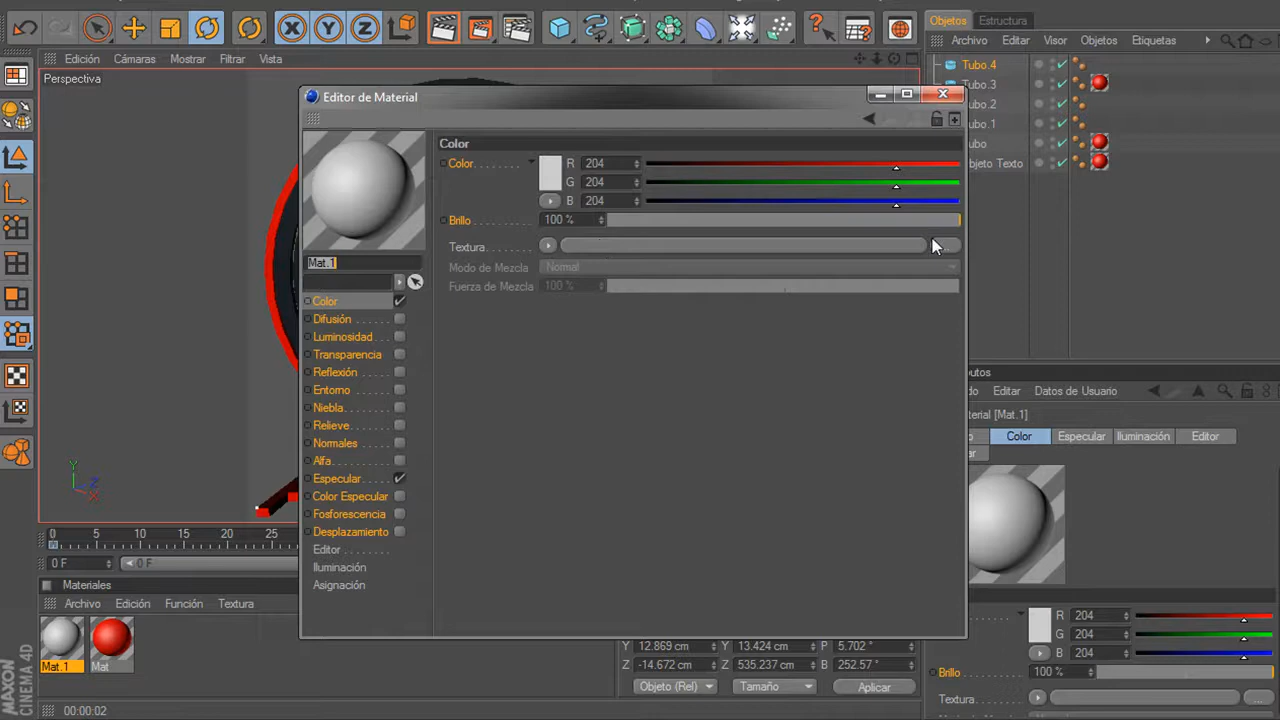 X Y Z
Objetos Estructura
Edición Cámaras Mostrar Filtrar Vista
Archivo Editar Visor Objetos Etiquetas
Perspectiva
Tubo.4
Tubo.3
Tubo.2
Tubo.1
ubo
bjeto Texto
Editor de Material
Color
Color R 204
G 204
B 204
Brillo 100 %
Textura
Modo de Mezcla Normal
Fuerza de Mezcla 100 %
Mat.1
Color
Difusión
Luminosidad
Transparencia
Reflexión
Entorno
Niebla
Relieve
Normales
Alfa
Especular
Color Especular
Fosforescencia
Desplazamiento
Editor
Iluminación
Asignación
butos
do Editar Datos de Usuario
terial [Mat.1]
o Color Especular Iluminación Editor
ar
R 204
G 204
B 204
Brillo 100 %
Textura
Y
Z
X
0 5 10 15 20 25
0 F 0 F
Materiales
Archivo Edición Función Textura
Mat.1 Mat
Y 12.869 cm Y 13.424 cm P 5.702 °
Z -14.672 cm Z 535.237 cm B 252.57 °
Objeto (Rel) Tamaño Aplicar
MAXON
CINEMA 4D
00:00:02